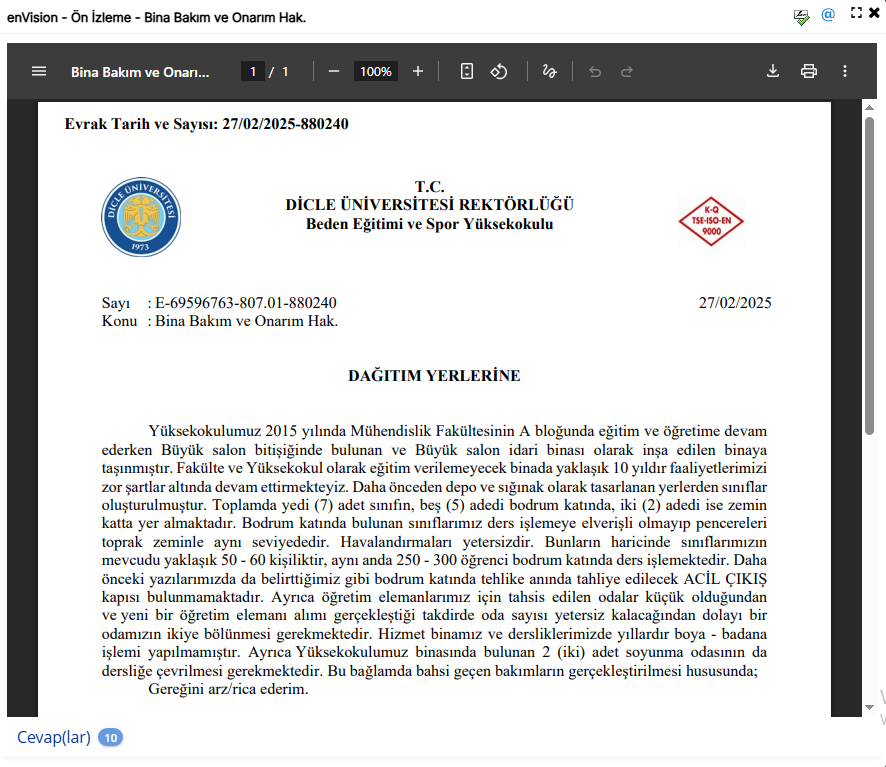 enVision - Ön İzleme - Bina Bakım ve Onarım Hak.
@
Bina Bakım ve Onarı...
1 / 1
100%
Evrak Tarih ve Sayısı: 27/02/2025-880240
DİCLE ÜNİVERSİTESİ
1973
T.C.
DİCLE ÜNİVERSİTESİ REKTÖRLÜĞÜ
Beden Eğitimi ve Spor Yüksekokulu
K-Q
TSE-ISO-EN
9000
Sayı : E-69596763-807.01-880240
27/02/2025
Konu : Bina Bakım ve Onarım Hak.
DAĞITIM YERLERİNE
Yüksekokulumuz 2015 yılında Mühendislik Fakültesinin A bloğunda eğitim ve öğretime devam
ederken Büyük salon bitişiğinde bulunan ve Büyük salon idari binası olarak inşa edilen binaya
taşınmıştır. Fakülte ve Yüksekokul olarak eğitim verilemeyecek binada yaklaşık 10 yıldır faaliyetlerimizi
zor şartlar altında devam ettirmekteyiz. Daha önceden depo ve sığınak olarak tasarlanan yerlerden sınıflar
oluşturulmuştur. Toplamda yedi (7) adet sınıfın, beş (5) adedi bodrum katında, iki (2) adedi ise zemin
katta yer almaktadır. Bodrum katında bulunan sınıflarımız ders işlemeye elverişli olmayıp pencereleri
toprak zeminle aynı seviyededir. Havalandırmaları yetersizdir. Bunların haricinde sınıflarımızın
mevcudu yaklaşık 50 - 60 kişiliktir, aynı anda 250 - 300 öğrenci bodrum katında ders işlemektedir. Daha
önceki yazılarımızda da belirttiğimiz gibi bodrum katında tehlike anında tahliye edilecek ACİL ÇIKIŞ
kapısı bulunmamaktadır. Ayrıca öğretim elemanlarımız için tahsis edilen odalar küçük olduğundan
ve yeni bir öğretim elemanı alımı gerçekleştiği takdirde oda sayısı yetersiz kalacağından dolayı bir
odamızın ikiye bölünmesi gerekmektedir. Hizmet binamız ve dersliklerimizde yıllardır boya - badana
işlemi yapılmamıştır. Ayrıca Yüksekokulumuz binasında bulunan 2 (iki) adet soyunma odasının da
dersliğe çevrilmesi gerekmektedir. Bu bağlamda bahsi geçen bakımların gerçekleştirilmesi hususunda;
Gereğini arz/rica ederim.
Cevap(lar) 10